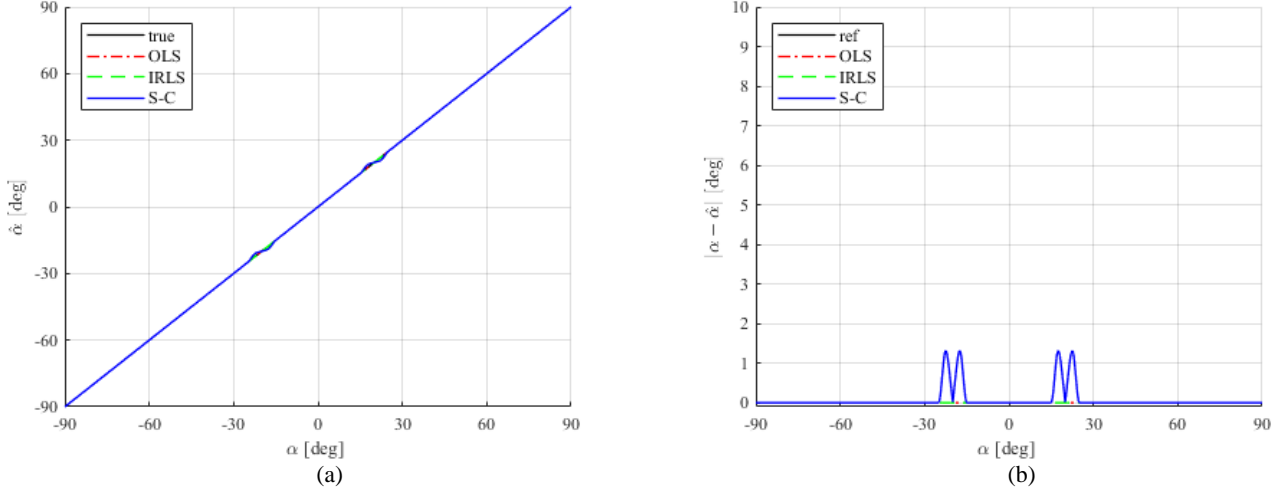 90
60
30
0
-30
-60
-90
-90
-60
-30
0
30
60
90
α̂ [deg]
α [deg]
true
OLS
IRLS
S-C
(a)
10
9
8
7
6
5
4
3
2
1
0
-90
-60
-30
0
30
60
90
|α − α̂| [deg]
α [deg]
ref
OLS
IRLS
S-C
(b)